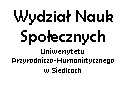 Wydział Nauk
Społecznych
Uniwersytetu
Przyrodniczo-Humanistycznego
w Siedlcach